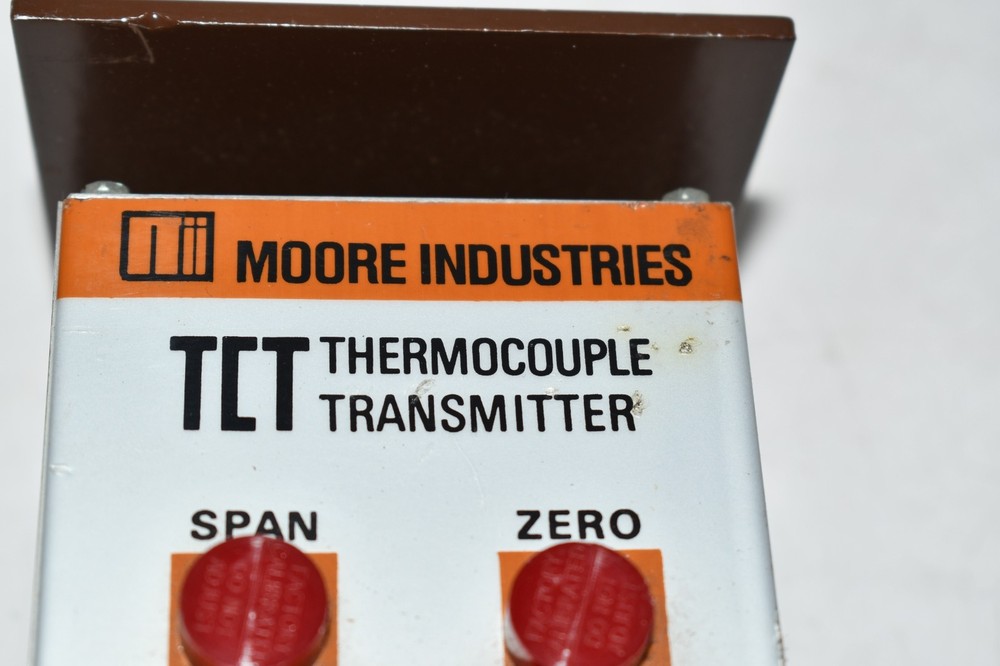 MOORE INDUSTRIES
TCT THERMOCOUPLE
TRANSMITTER
SPAN
ZERO